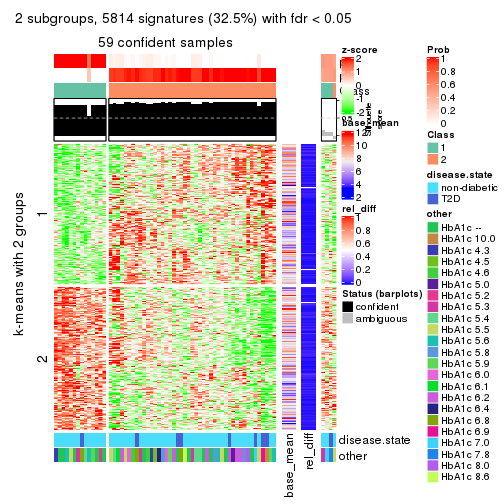 2 subgroups, 5814 signatures (32.5%) with fdr < 0.05
59 confident samples
k-means with 2 groups
1
2
z-score
2
1
0
-1
-2
base_mean
12
10
8
6
4
2
rel_diff
1
0.8
0.6
0.4
0.2
0
Status (barplots)
confident
ambiguous
Class
Silhouette
score
disease.state
other
base_mean
rel_diff
Prob
1
0.8
0.6
0.4
0.2
0
Class
1
2
disease.state
non-diabetic
T2D
other
HbA1c --
HbA1c 10.0
HbA1c 4.3
HbA1c 4.5
HbA1c 4.6
HbA1c 5.0
HbA1c 5.2
HbA1c 5.3
HbA1c 5.4
HbA1c 5.5
HbA1c 5.6
HbA1c 5.8
HbA1c 5.9
HbA1c 6.0
HbA1c 6.1
HbA1c 6.2
HbA1c 6.4
HbA1c 6.8
HbA1c 6.9
HbA1c 7.0
HbA1c 7.8
HbA1c 8.0
HbA1c 8.6